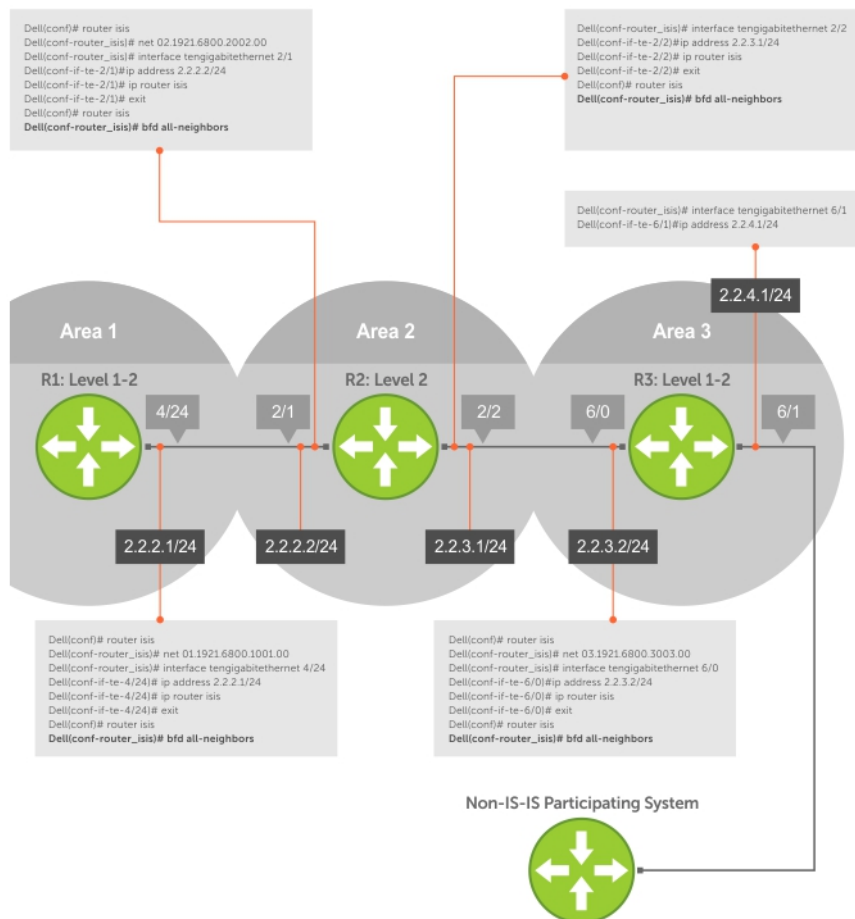 Dell(conf)# router isis
Dell(conf-router_isis)# net 02.1921.6800.2002.00
Dell(conf-router_isis)# interface tengigabitethernet 2/1
Dell(conf-if-te-2/1)#ip address 2.2.2.2/24
Dell(conf-if-te-2/1)# ip router isis
Dell(conf-if-te-2/1)# exit
Dell(conf)# router isis
Dell(conf-router_isis)# bfd all-neighbors
Dell(conf-router_isis)# interface tengigabitethernet 2/2
Dell(conf-if-te-2/2)#ip address 2.2.3.1/24
Dell(conf-if-te-2/2)# ip router isis
Dell(conf-if-te-2/2)# exit
Dell(conf)# router isis
Dell(conf-router_isis)# bfd all-neighbors
Dell(conf-router_isis)# interface tengigabitethernet 6/1
Dell(conf-if-te-6/1)#ip address 2.2.4.1/24
2.2.4.1/24
Area 1
Area 2
Area 3
R1: Level 1-2
R2: Level 2
R3: Level 1-2
4/24
2/1
2/2
6/0
6/1
2.2.2.1/24
2.2.2.2/24
2.2.3.1/24
2.2.3.2/24
Dell(conf)# router isis
Dell(conf-router_isis)# net 01.1921.6800.1001.00
Dell(conf-router_isis)# interface tengigabitethernet 4/24
Dell(conf-if-te-4/24)# ip address 2.2.2.1/24
Dell(conf-if-te-4/24)# ip router isis
Dell(conf-if-te-4/24)# exit
Dell(conf)# router isis
Dell(conf-router_isis)# bfd all-neighbors
Dell(conf)# router isis
Dell(conf-router_isis)# net 03.1921.6800.3003.00
Dell(conf-router_isis)# interface tengigabitethernet 6/0
Dell(conf-if-te-6/0)#ip address 2.2.3.2/24
Dell(conf-if-te-6/0)# ip router isis
Dell(conf-if-te-6/0)# exit
Dell(conf)# router isis
Dell(conf-router_isis)# bfd all-neighbors
Non-IS-IS Participating System